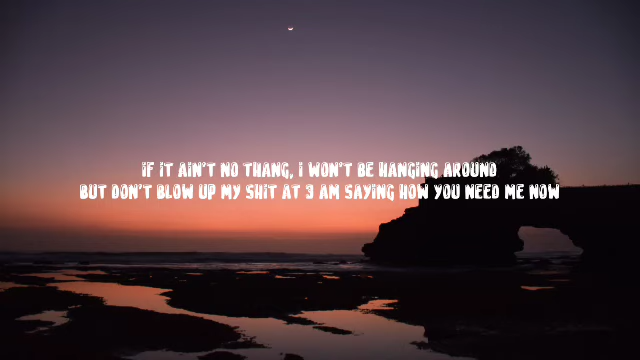 IF IT AIN'T NO THANG, I WON'T BE HANGING AROUND
BUT DON'T BLOW UP MY SHIT AT 3 AM SAYING HOW YOU NEED ME NOW